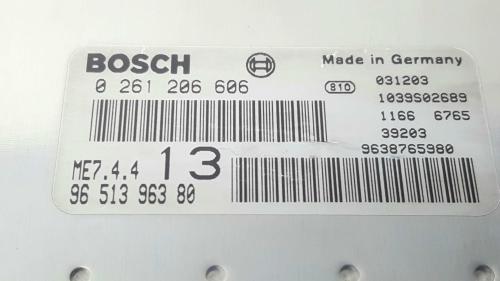 BOSCH
Made in Germany
0 261 206 606
810
031203
1039S02689
1166 6765
39203
9638765980
ME7.4.4 13
96 513 963 80